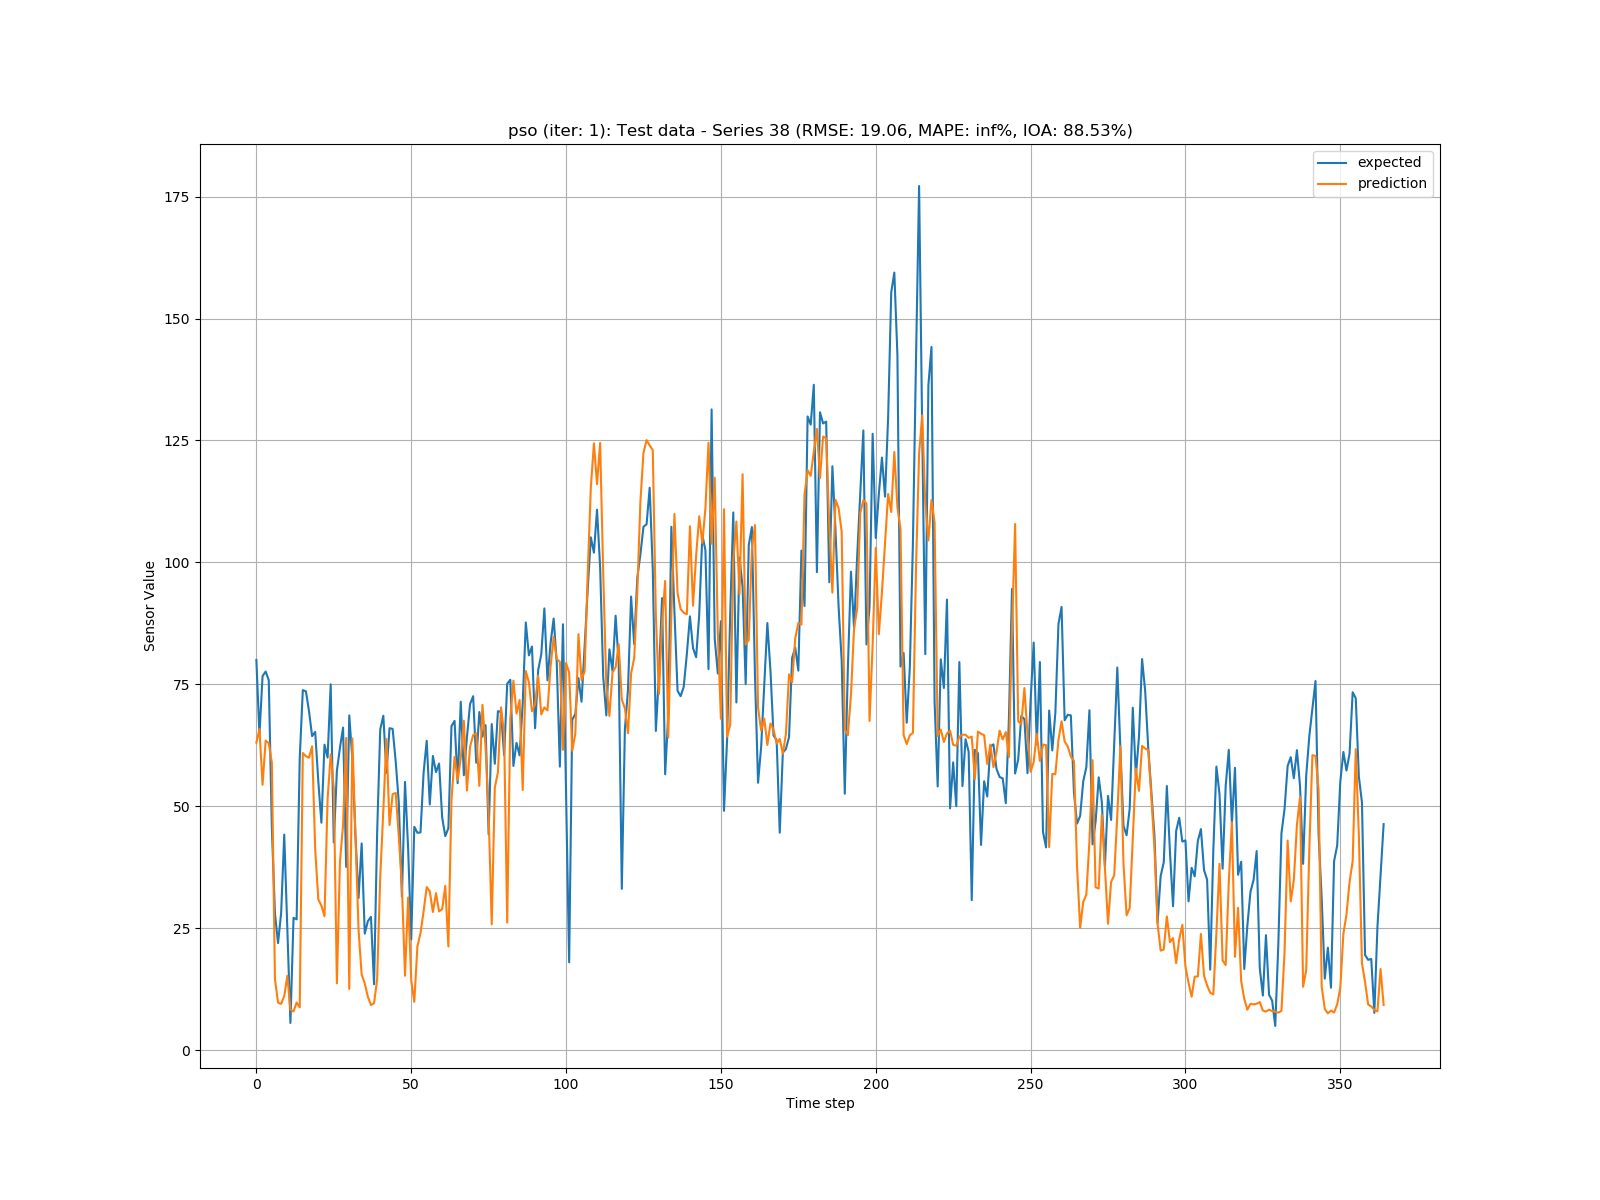 pso (iter: 1): Test data - Series 38 (RMSE: 19.06, MAPE: inf%, IOA: 88.53%)
expected
prediction
175
150
125
100
75
50
25
0
Sensor Value
0 50 100 150 200 250 300 350
Time step